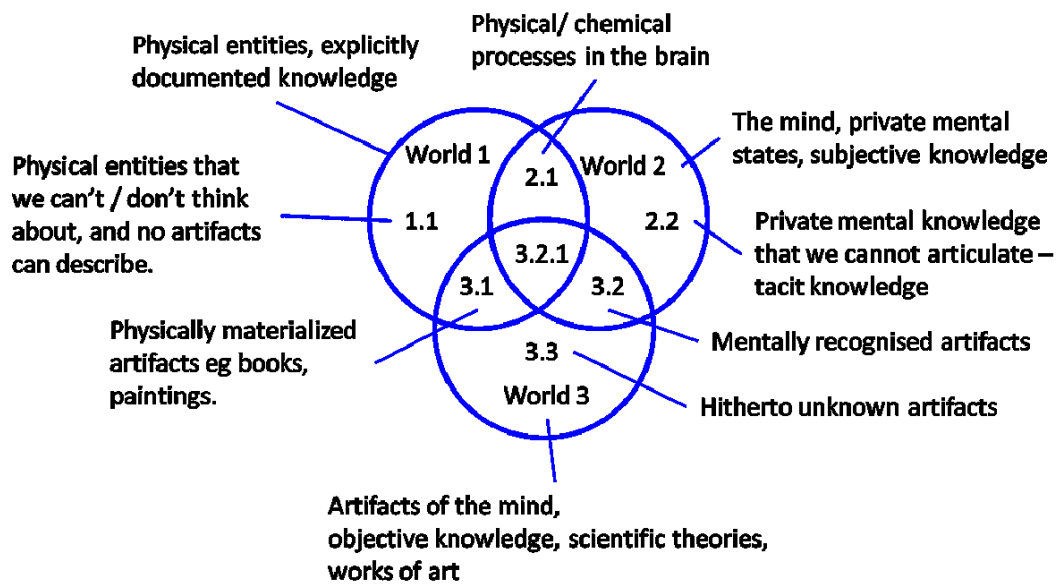 Physical/ chemical
processes in the brain
Physical entities, explicitly
documented knowledge
The mind, private mental
states, subjective knowledge
World 1
World 2
2.1
Physical entities that
we can't / don't think
about, and no artifacts
can describe.
1.1
2.2
Private mental knowledge
that we cannot articulate –
tacit knowledge
3.2.1
3.1
3.2
Physically materialized
artifacts eg books,
paintings.
Mentally recognised artifacts
3.3
World 3
Hitherto unknown artifacts
Artifacts of the mind,
objective knowledge, scientific theories,
works of art